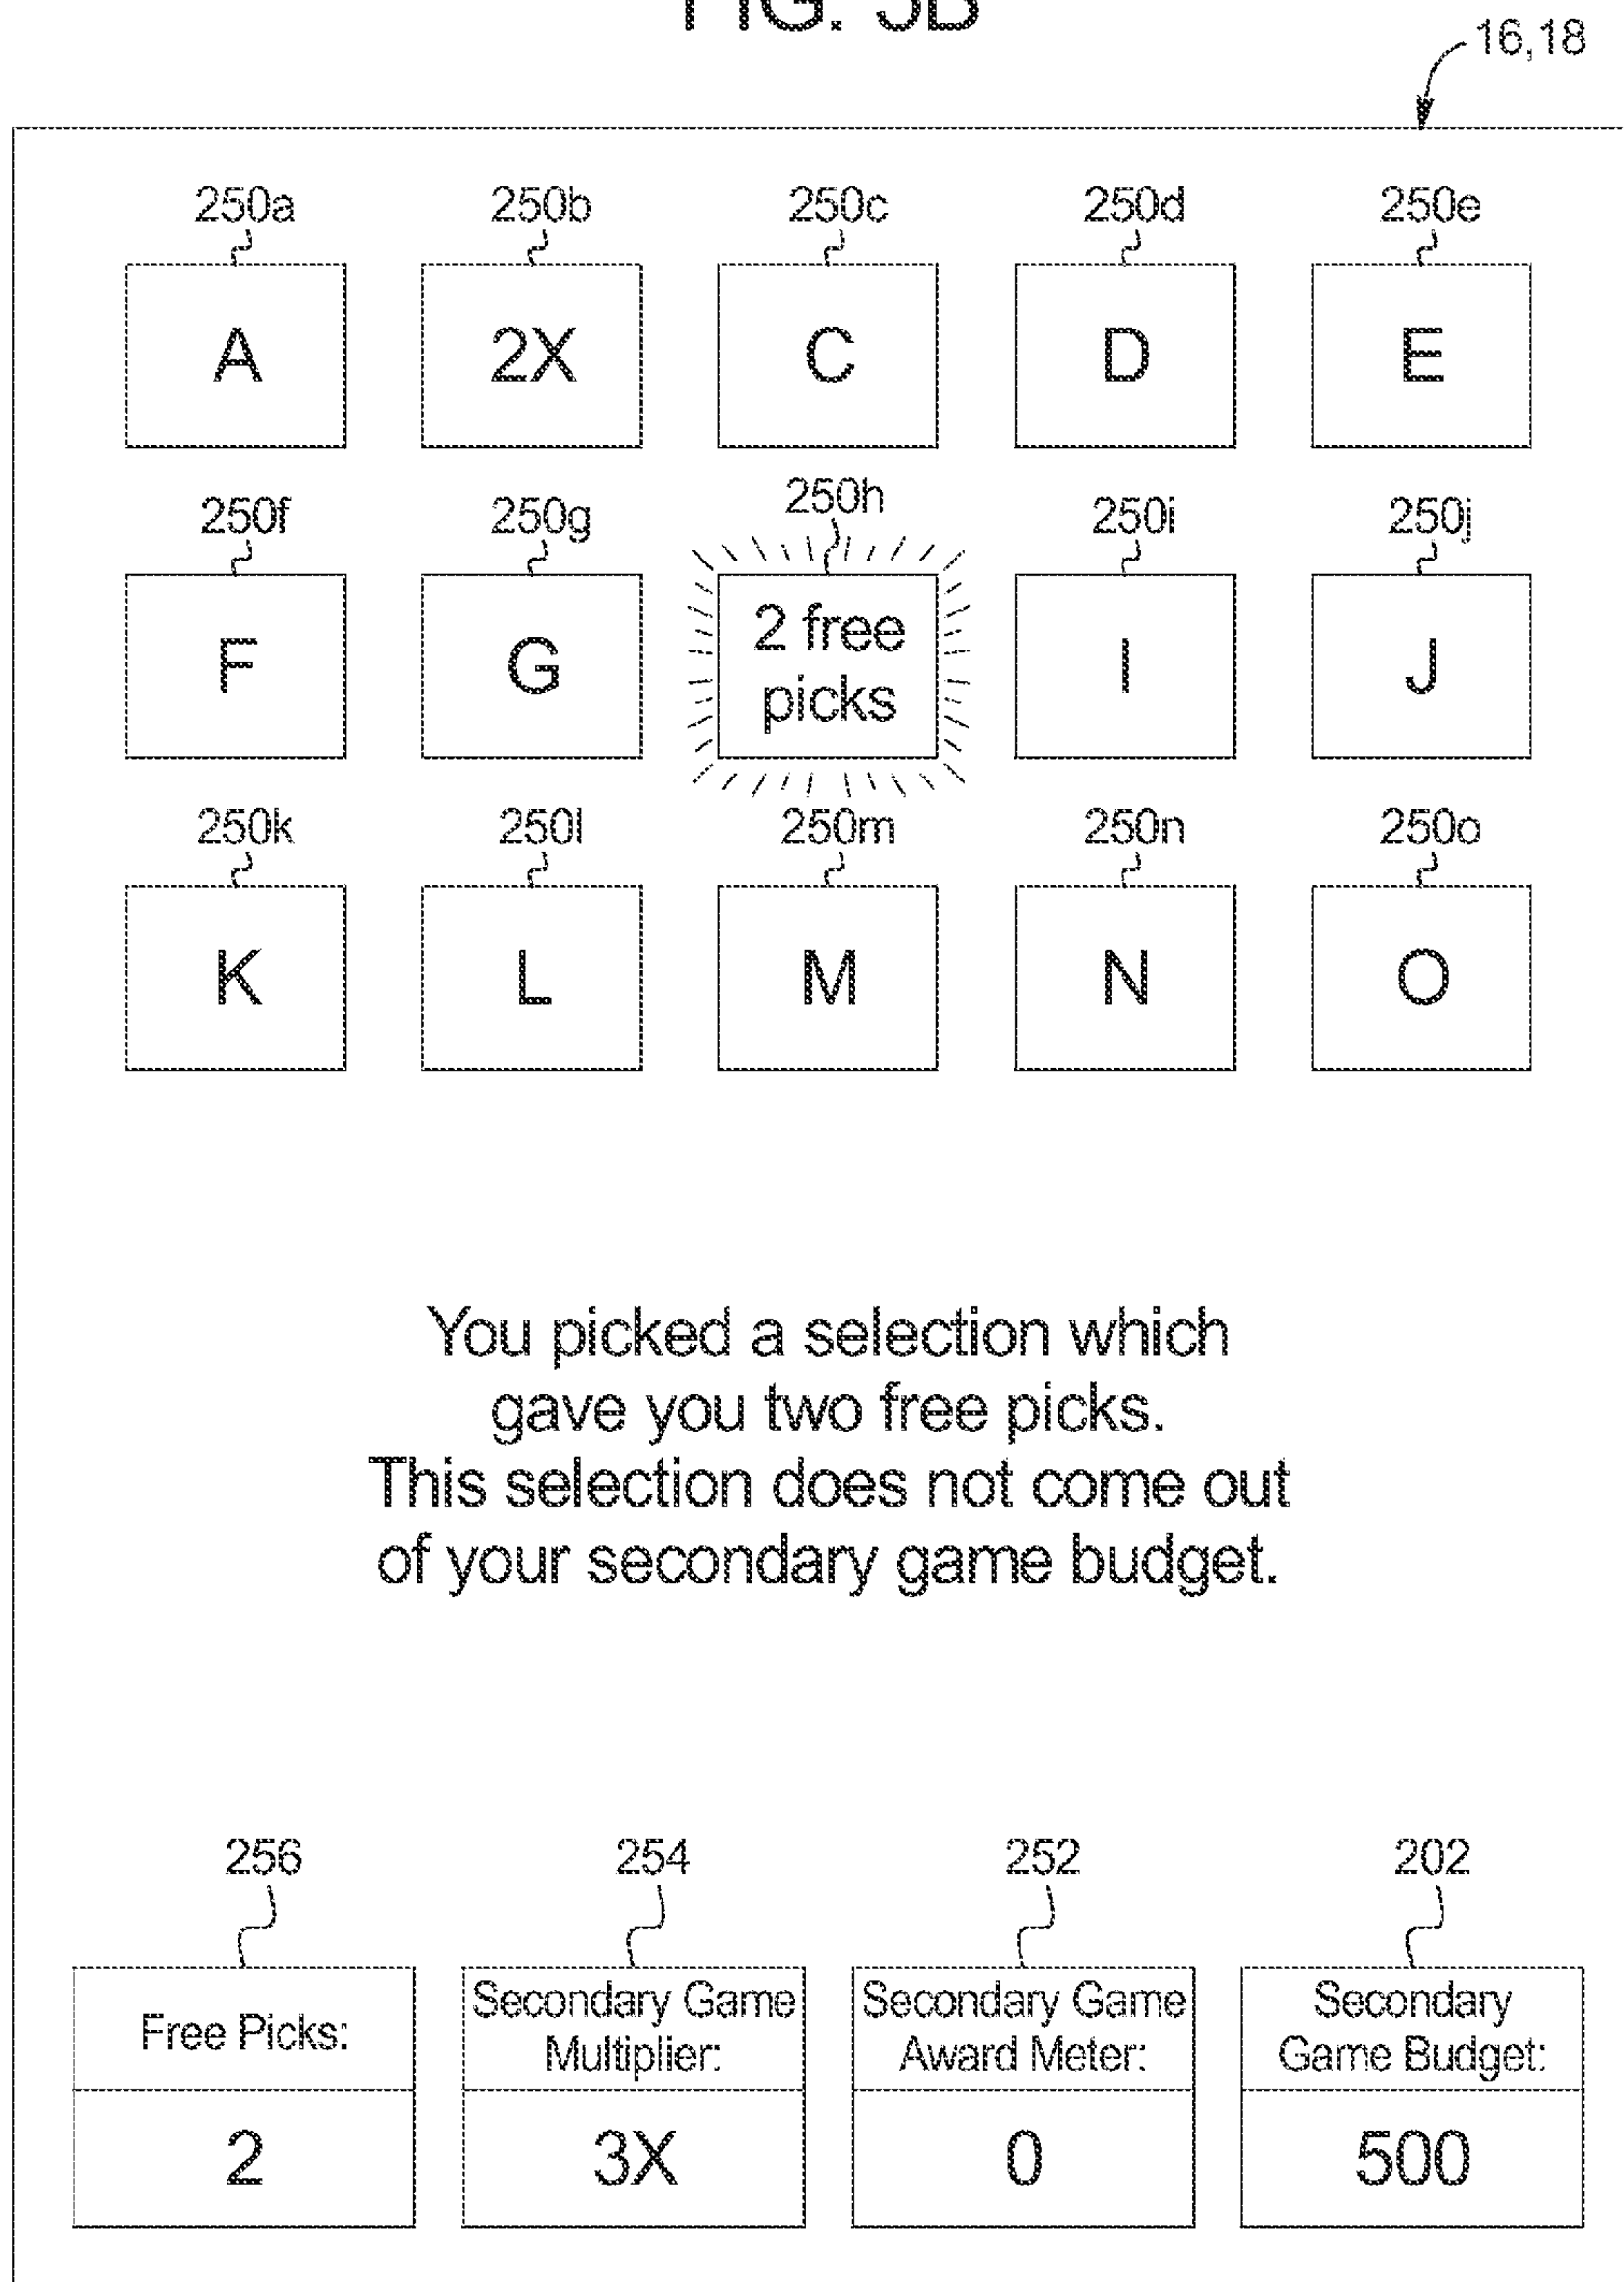 FIG. 3B
16,18
250a 250b 250c 250d 250e
A 2X C D E
250f 250g 250h 250i 250j
F G 2 free picks I J
250k 250l 250m 250n 250o
K L M N O
You picked a selection which
gave you two free picks.
This selection does not come out
of your secondary game budget.
256 254 252 202
Free Picks: Secondary Game Multiplier: Secondary Game Award Meter: Secondary Game Budget:
2 3X 0 500